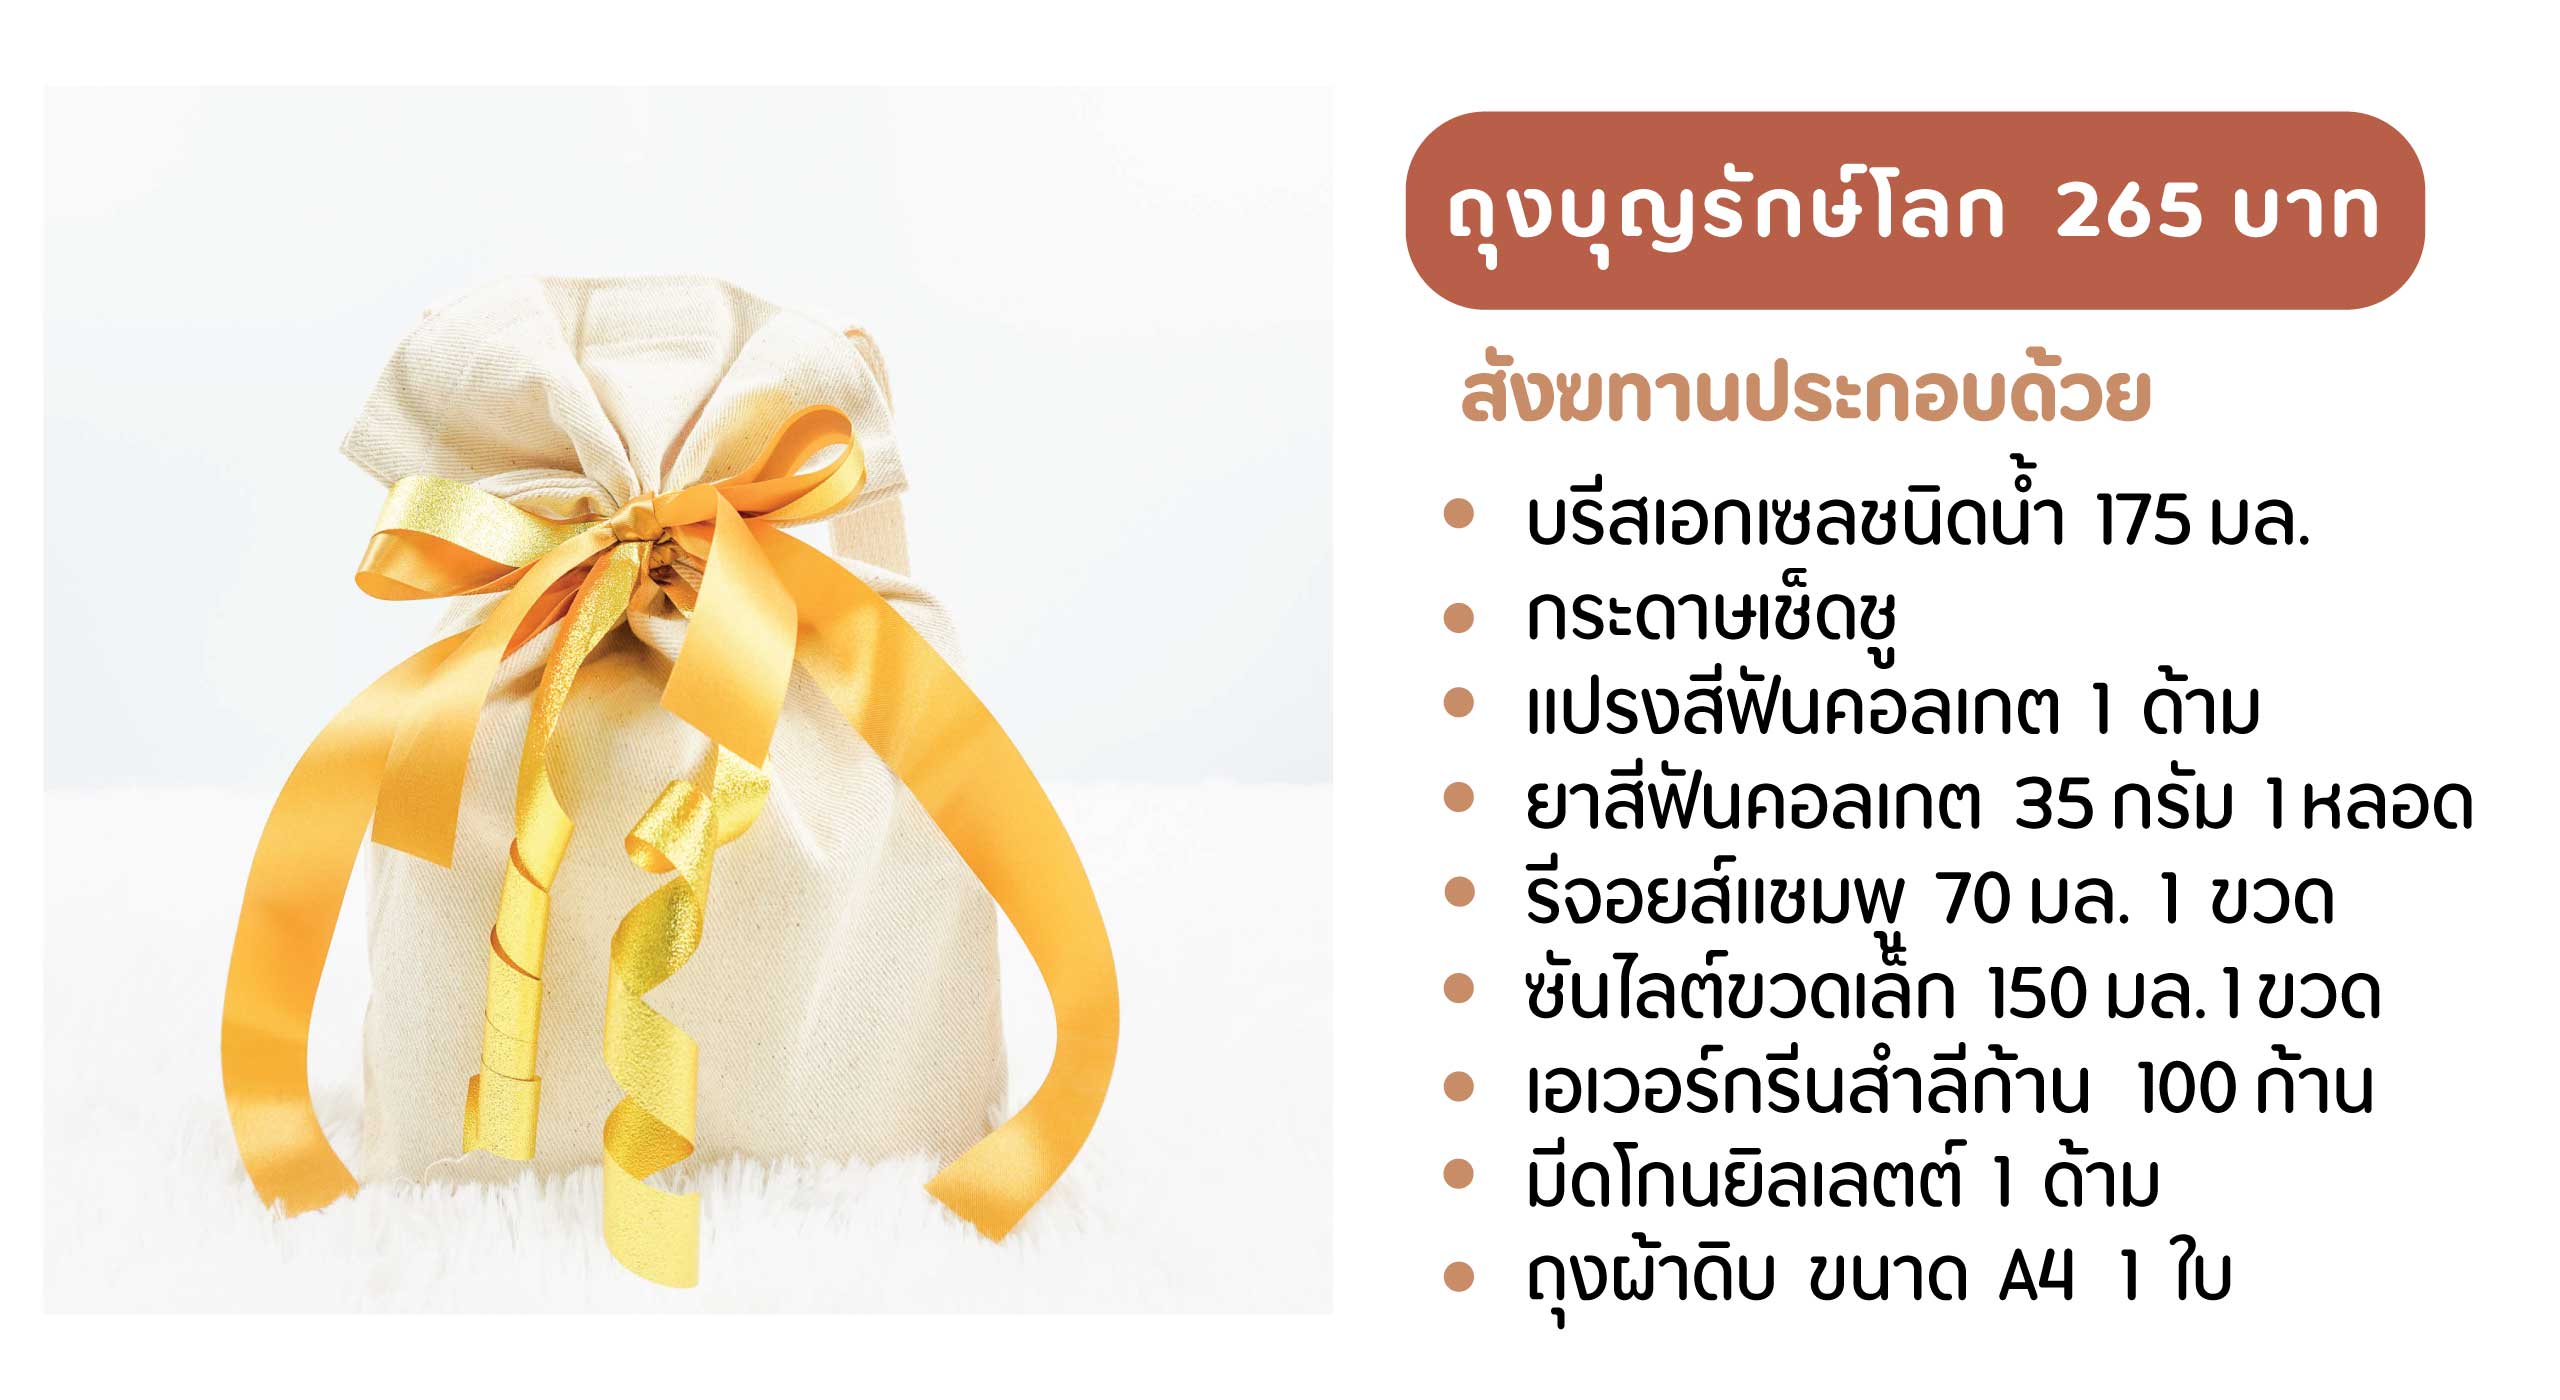 ถุงบุญรักษ์โลก 265 บาท
สังฆทานประกอบด้วย
• บรีสเอกเซลชนิดน้ำ 175 มล.
• กระดาษเช็ดชู
• แปรงสีฟันคอลเกต 1 ด้าม
• ยาสีฟันคอลเกต 35 กรัม 1 หลอด
• รีจอยส์แชมพู 70 มล. 1 ขวด
• ซันไลต์ขวดเล็ก 150 มล. 1 ขวด
• เอเวอร์กรีนสำลีก้าน 100 ก้าน
• มีดโกนยิลเลตต์ 1 ด้าม
• ถุงผ้าดิบ ขนาด A4 1 ใบ